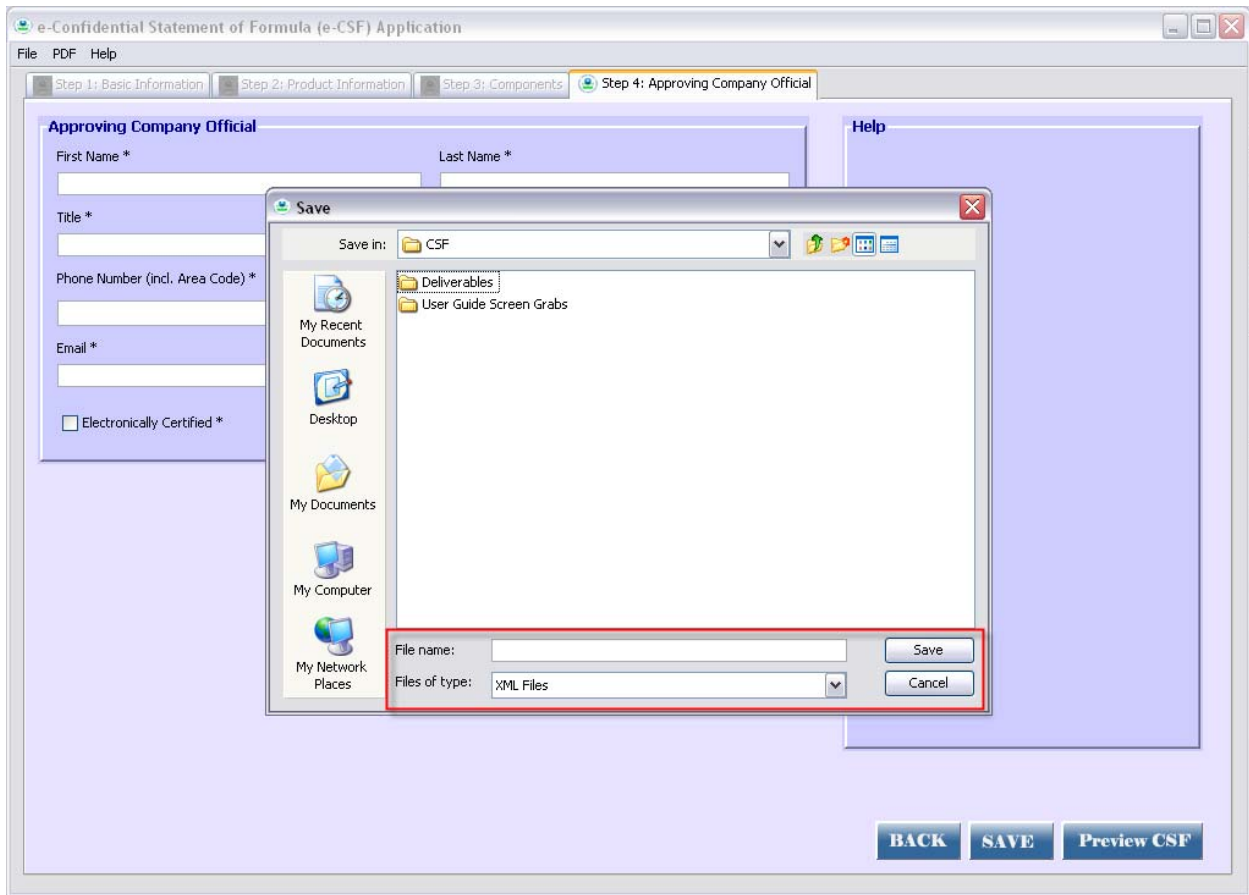 e-Confidential Statement of Formula (e-CSF) Application
File PDF Help
Step 1: Basic Information Step 2: Product Information Step 3: Components Step 4: Approving Company Official
Approving Company Official
First Name *
Last Name *
Title *
Phone Number (incl. Area Code) *
Email *
Electronically Certified *
Help
Save
Save in: CSF
My Recent
Documents
Desktop
My Documents
My Computer
My Network
Places
Deliverables
User Guide Screen Grabs
File name:
Save
Files of type: XML Files
Cancel
BACK SAVE Preview CSF